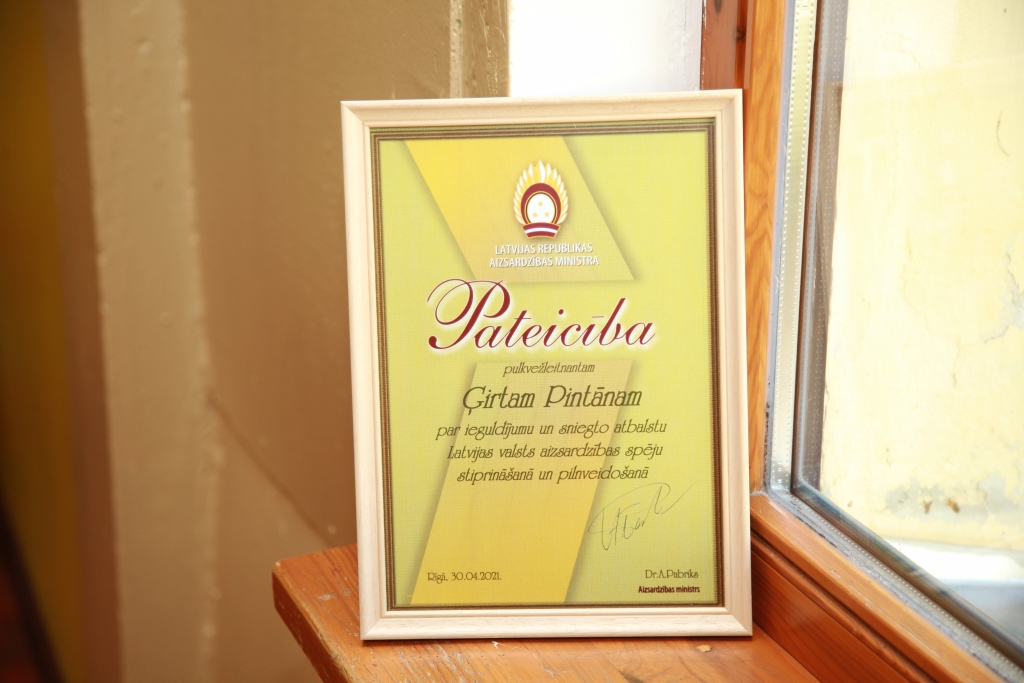 LATVIJAS REPUBLIKAS
AIZSARDZĪBAS MINISTRA
Pateicība
pulkvežleitnantam
Ģirtam Pintānam
par ieguldījumu un sniegto atbalstu
Latvijas valsts aizsardzības spēju
stiprināšanā un pilnveidošanā
Rīgā, 30.04.2021.
Dr.A.Pabriks
Aizsardzības ministrs